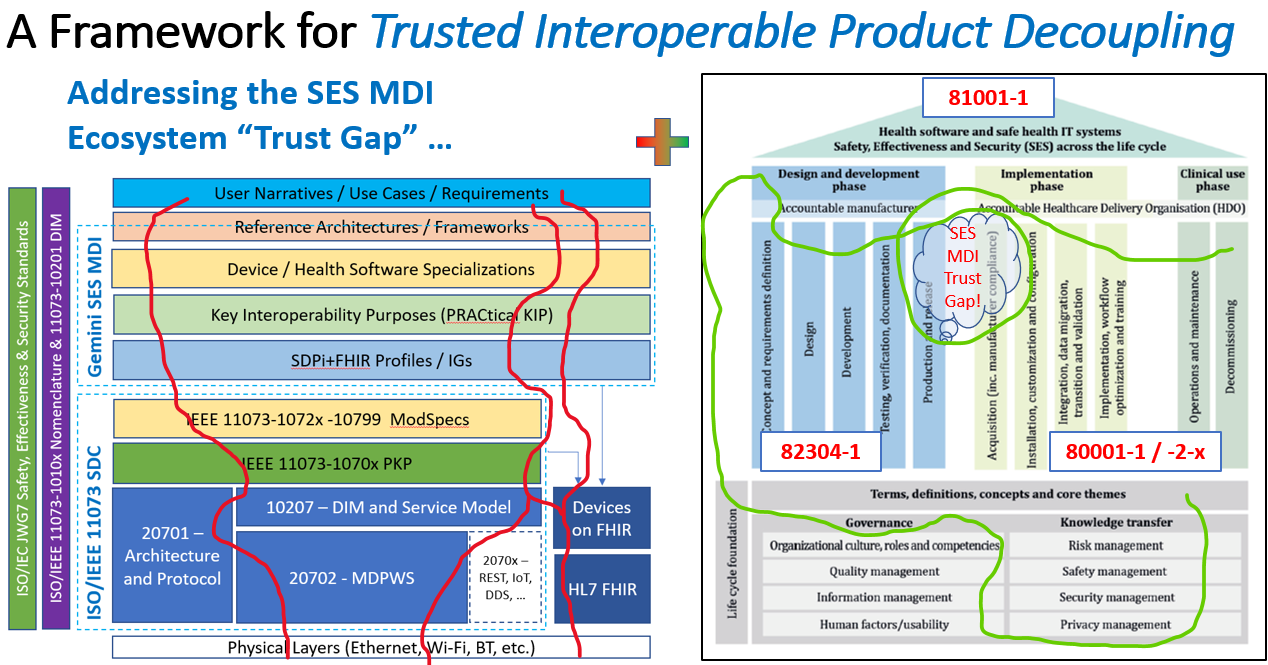 A Framework for Trusted Interoperable Product Decoupling
Addressing the SES MDI
Ecosystem “Trust Gap” …
ISO/IEC JWG7 Safety, Effectiveness & Security Standards
ISO/IEEE 11073-1010x Nomenclature & 11073-10201 DIM
Gemini SES MDI
User Narratives / Use Cases / Requirements
Reference Architectures / Frameworks
Device / Health Software Specializations
Key Interoperability Purposes (PRACtical KIP)
SDPi+FHIR Profiles / IGs
ISO/IEEE 11073 SDC
IEEE 11073-1072x -10799 ModSpecs
IEEE 11073-1070x PKP
20701 –
Architecture
and Protocol
10207 – DIM and Service Model
20702 - MDPWS
2070x –
REST, IoT,
DDS, …
Devices
on FHIR
HL7 FHIR
Physical Layers (Ethernet, Wi-Fi, BT, etc.)
81001-1
Health software and safe health IT systems
Safety, Effectiveness and Security (SES) across the life cycle
Design and development
phase
Implementation
phase
Clinical use
phase
Accountable manufacturer
Accountable Healthcare Delivery Organisation (HDO)
Concept and requirements definition
Design
Development
Testing, verification, documentation
Production and release
SES
MDI
Trust
Gap!
Acquisition (inc. manufacturer compliance)
Installation, customization and configuration
Integration, data migration,
transition and validation
Implementation, workflow
optimization and training
Operations and maintenance
Decommissioning
82304-1
80001-1 / -2-x
Life cycle foundation
Terms, definitions, concepts and core themes
Governance
Organizational culture, roles and competencies
Quality management
Information management
Human factors/usability
Knowledge transfer
Risk management
Safety management
Security management
Privacy management